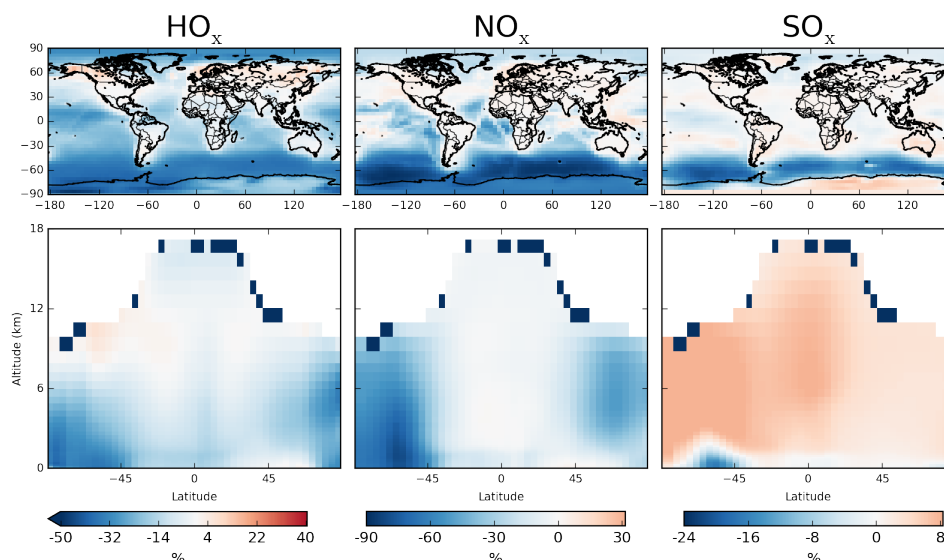 HOx NOx SOx
90
60
30
0
−30
−60
−90
−180 −120 −60 0 60 120 −180 −120 −60 0 60 120 −180 −120 −60 0 60 120
18
12
6
0
Altitude (km)
−45 0 45 −45 0 45 −45 0 45
Latitude Latitude Latitude
-50 -32 -14 4 22 40 -90 -60 -30 0 30 -24 -16 -8 0 8
% % %